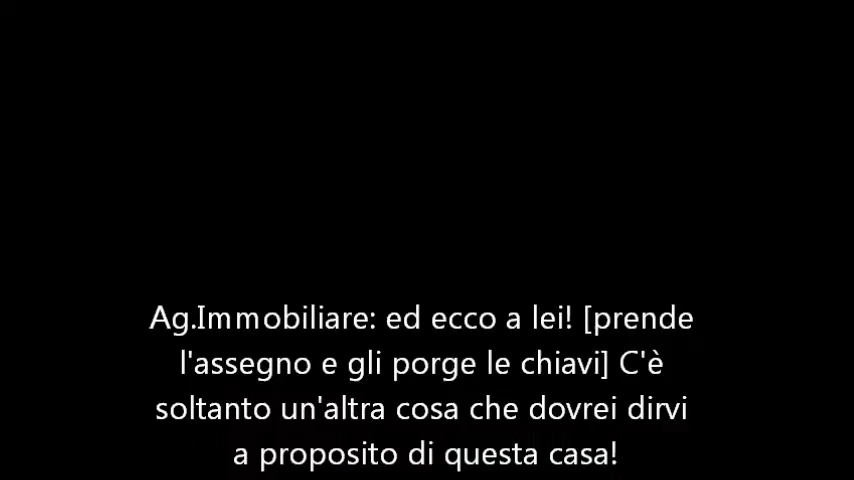 Ag.Immobiliare: ed ecco a lei! [prende
l'assegno e gli porge le chiavi] C'è
soltanto un'altra cosa che dovrei dirvi
a proposito di questa casa!